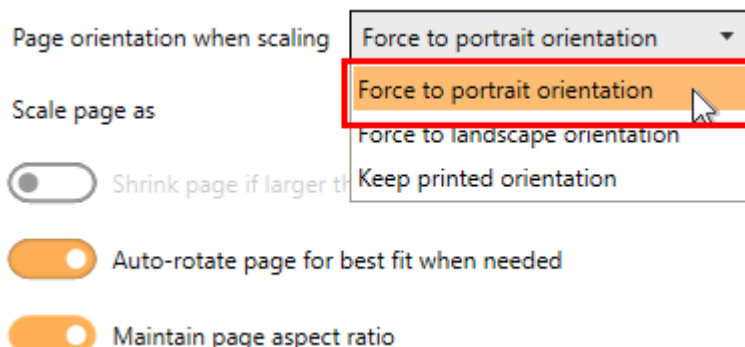 Page orientation when scaling Force to portrait orientation
Force to portrait orientation
Scale page as
Force to landscape orientation
Shrink page if larger th
Keep printed orientation
Auto-rotate page for best fit when needed
Maintain page aspect ratio